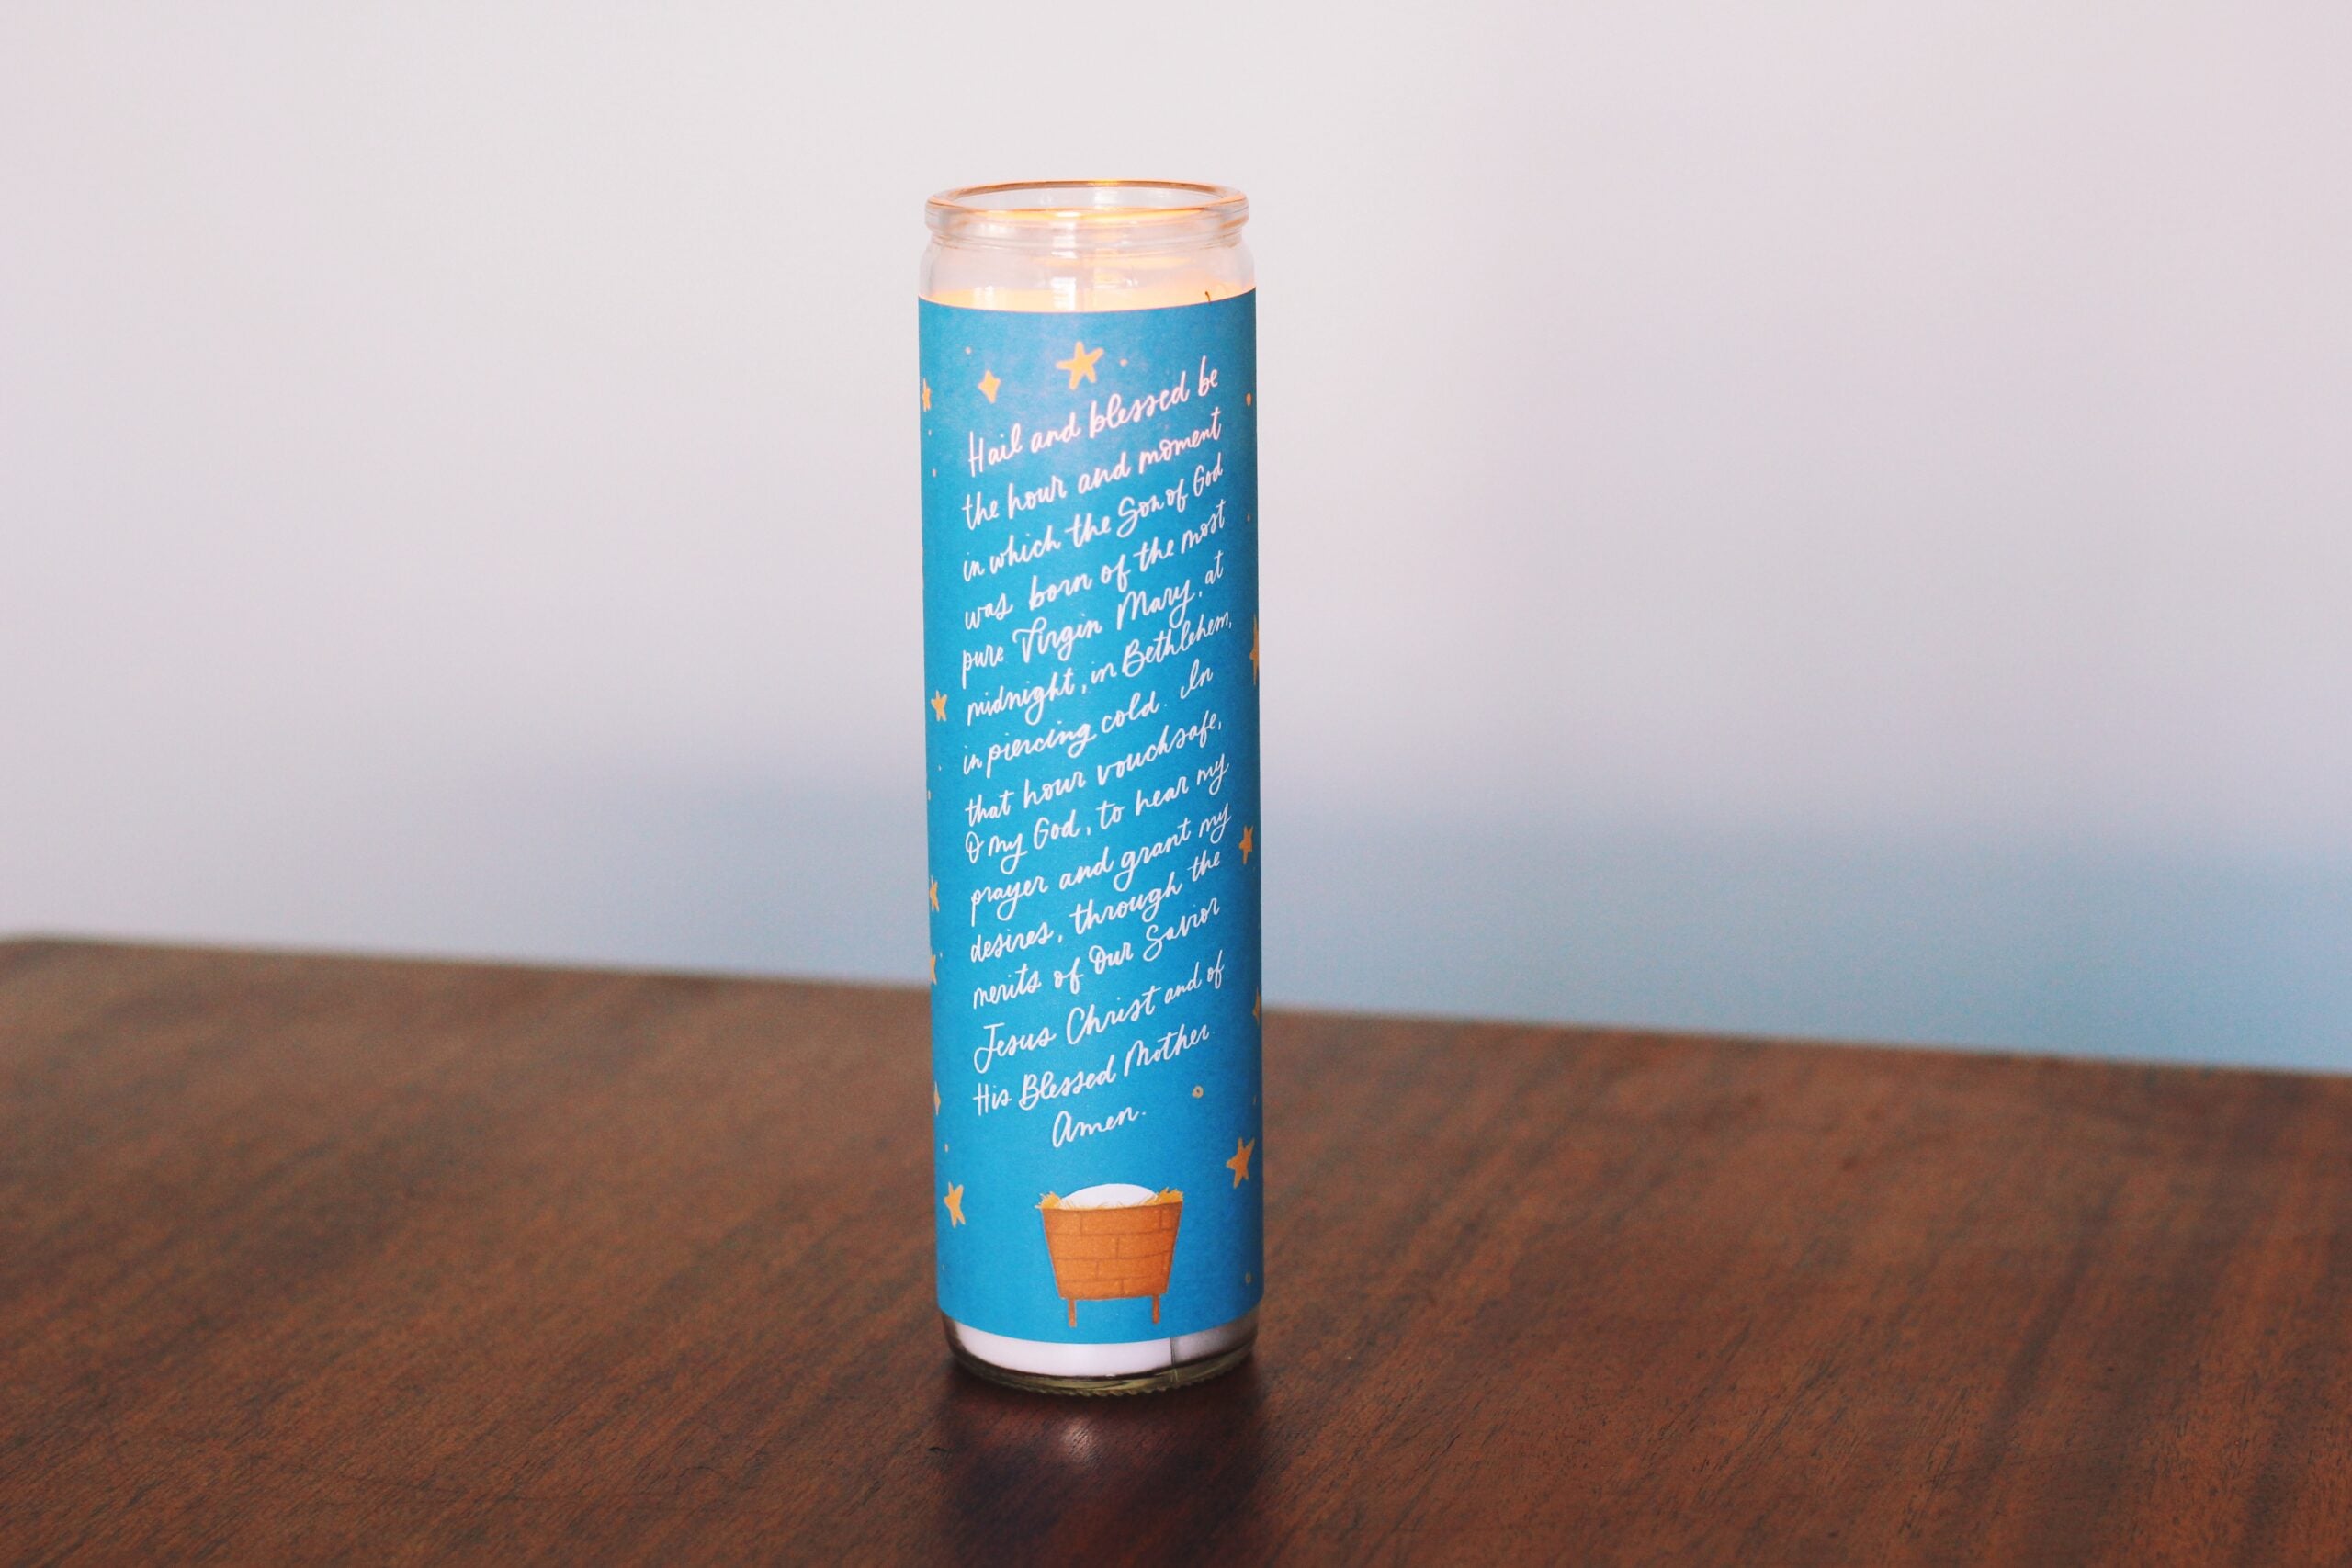 Hail and blessed be
the hour and moment
in which the Son of God
was born of the most
pure Virgin Mary, at
midnight, in Bethlehem,
in piercing cold. In
that hour vouchsafe,
O my God, to hear my
prayer and grant my
desires, through the
merits of Our Savior
Jesus Christ and of
His Blessed Mother
Amen.